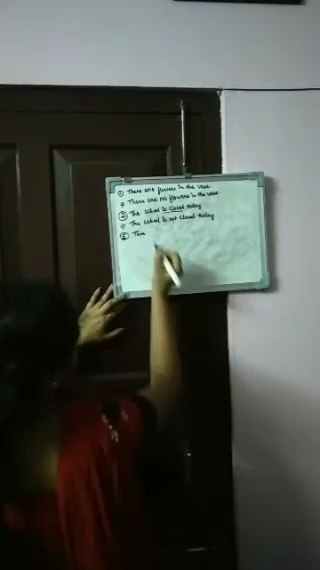 ① There are flowers in the vase.
There are no flowers in the vase
② The school is closed today
The school is not closed today
③